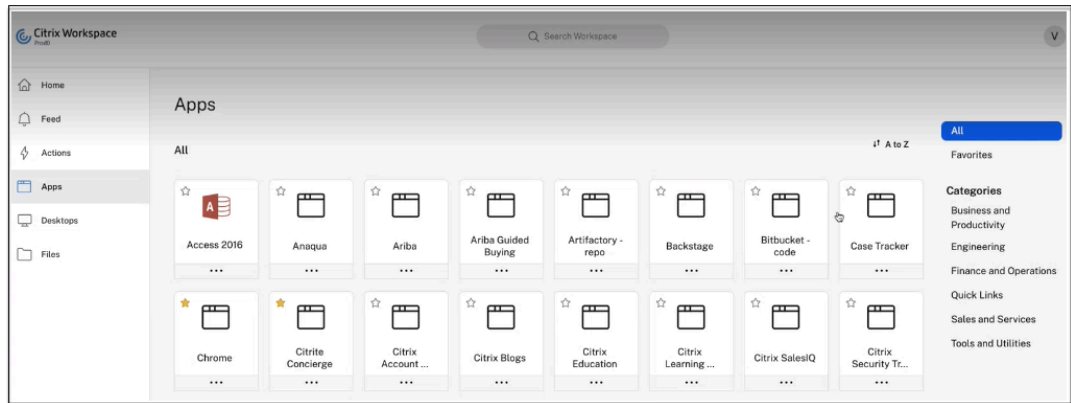 Citrix Workspace
Search Workspace
V
Home
Feed
Actions
Apps
Desktops
Files
Apps
All
A to Z
Access 2016
Anaqua
Ariba
Ariba Guided
Buying
Artifactory -
repo
Backstage
Bitbucket -
code
Case Tracker
Chrome
Citrite
Concierge
Citrix
Account ...
Citrix Blogs
Citrix
Education
Citrix
Learning ...
Citrix SalesIQ
Citrix
Security Tr...
All
Favorites
Categories
Business and
Productivity
Engineering
Finance and Operations
Quick Links
Sales and Services
Tools and Utilities